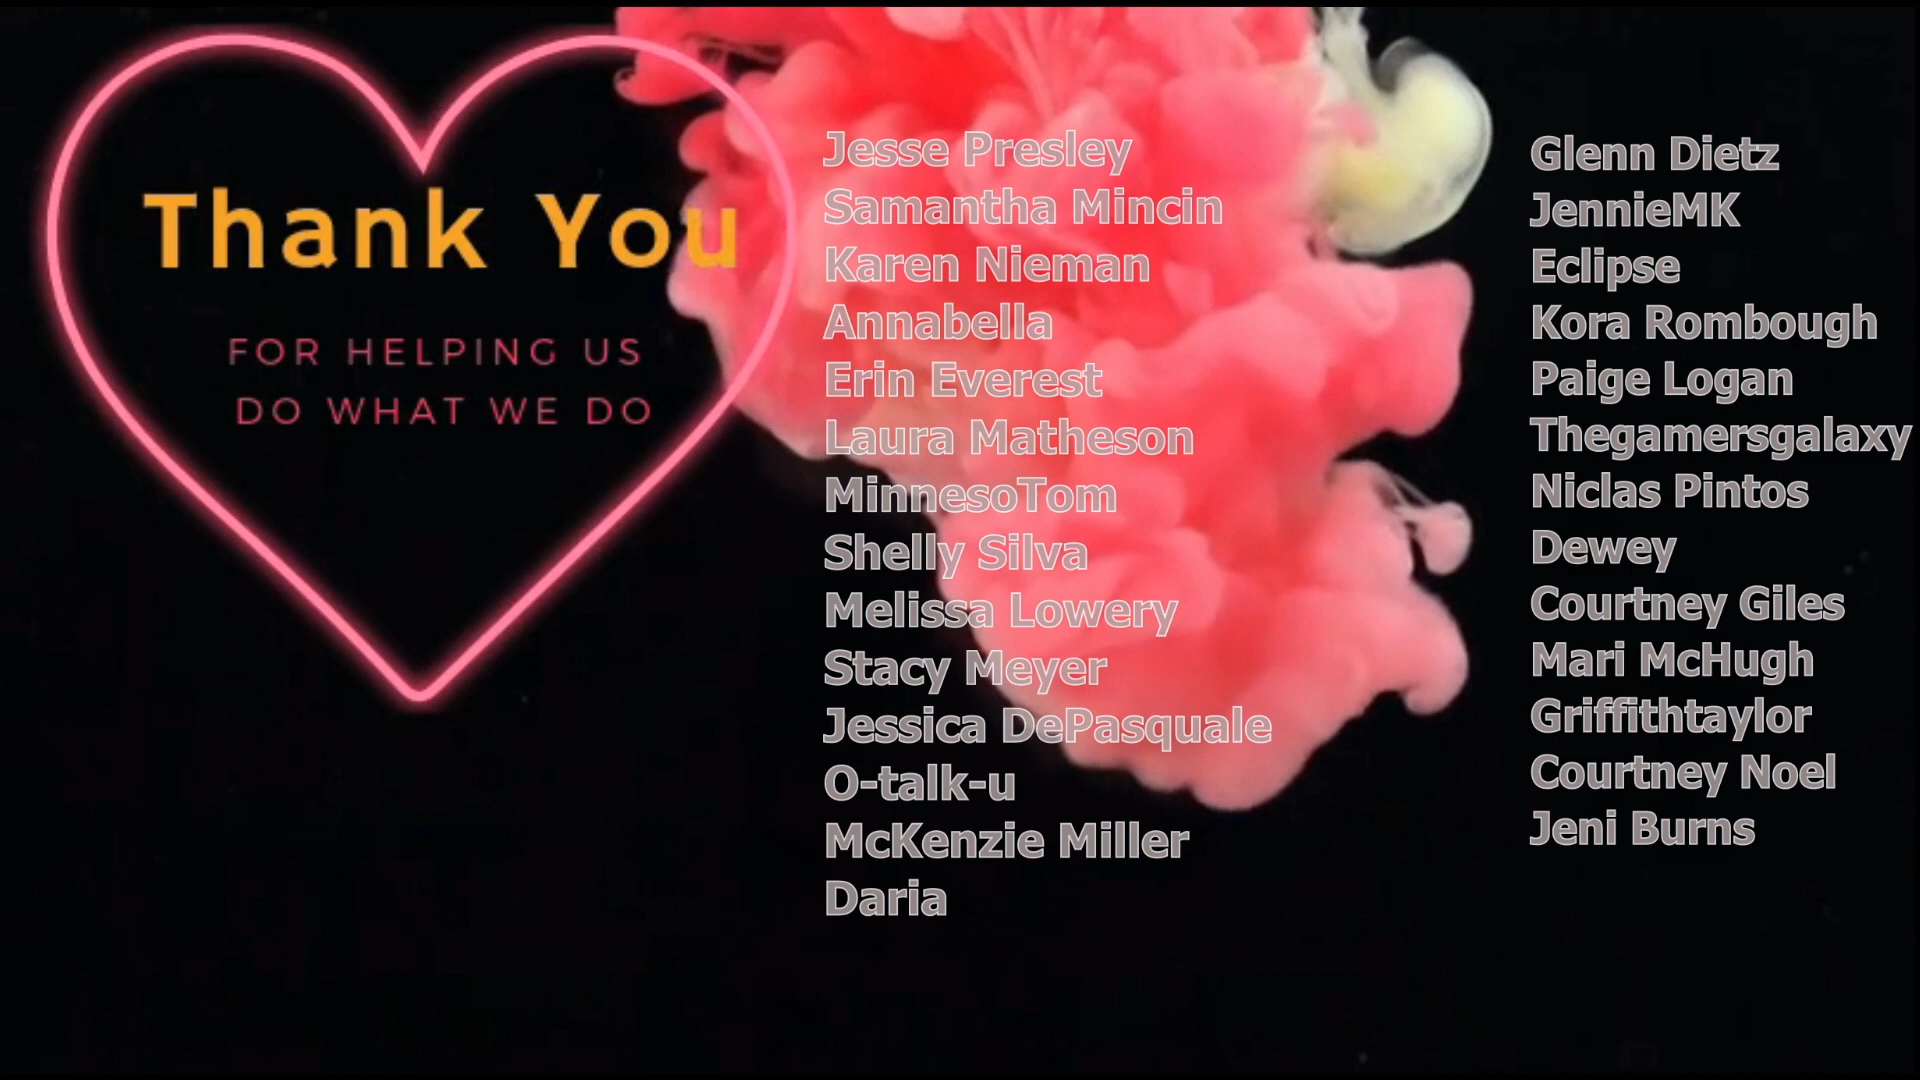 Thank You
FOR HELPING US
DO WHAT WE DO
Jesse Presley
Samantha Mincin
Karen Nieman
Annabella
Erin Everest
Laura Matheson
MinnesoTom
Shelly Silva
Melissa Lowery
Stacy Meyer
Jessica DePasquale
O-talk-u
McKenzie Miller
Daria
Glenn Dietz
JennieMK
Eclipse
Kora Rombough
Paige Logan
Thegamersgalaxy
Niclas Pintos
Dewey
Courtney Giles
Mari McHugh
Griffithtaylor
Courtney Noel
Jeni Burns